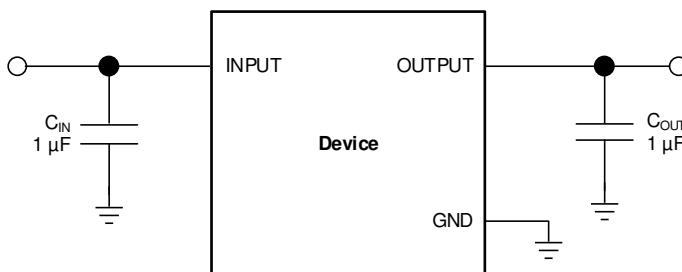 INPUT
OUTPUT
C_IN
1 µF
Device
C_OUT
1 µF
GND